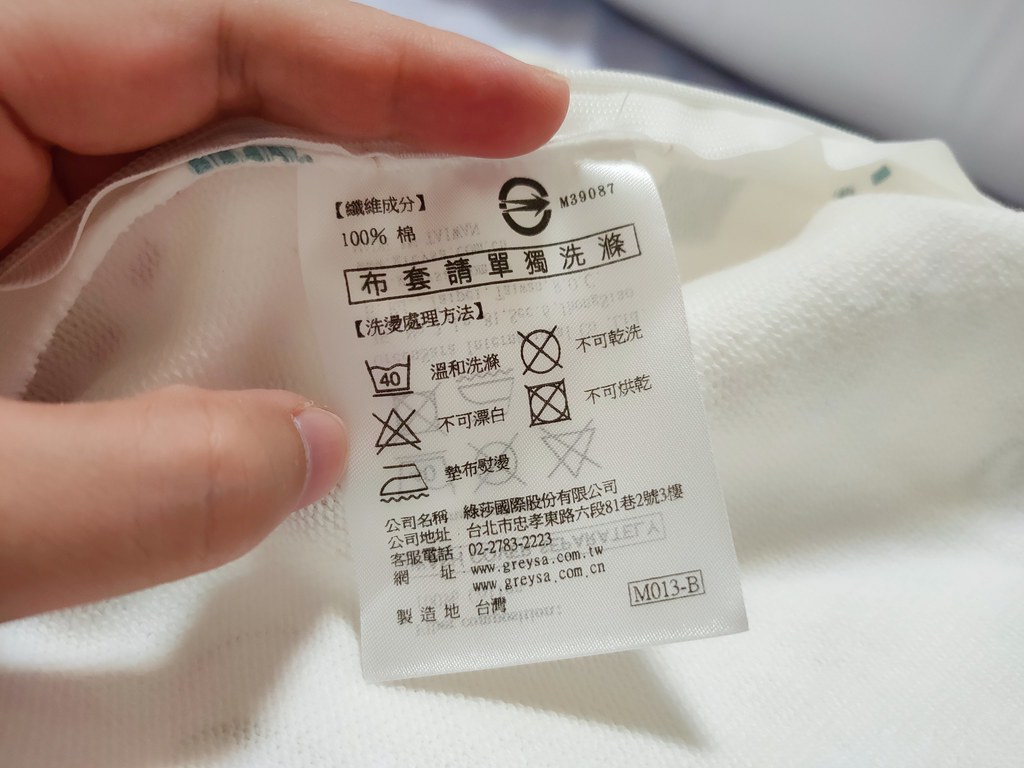 【纖維成分】
M39087
100% 棉
布套請單獨洗滌
【洗燙處理方法】
40 溫和洗滌
不可乾洗
不可漂白
不可烘乾
墊布熨燙
公司名稱：綠莎國際股份有限公司
公司地址：台北市忠孝東路六段81巷2號3樓
客服電話：02-2783-2223
網　　址：www.greysa.com.tw
www.greysa.com.cn
製造地 台灣
M013-B